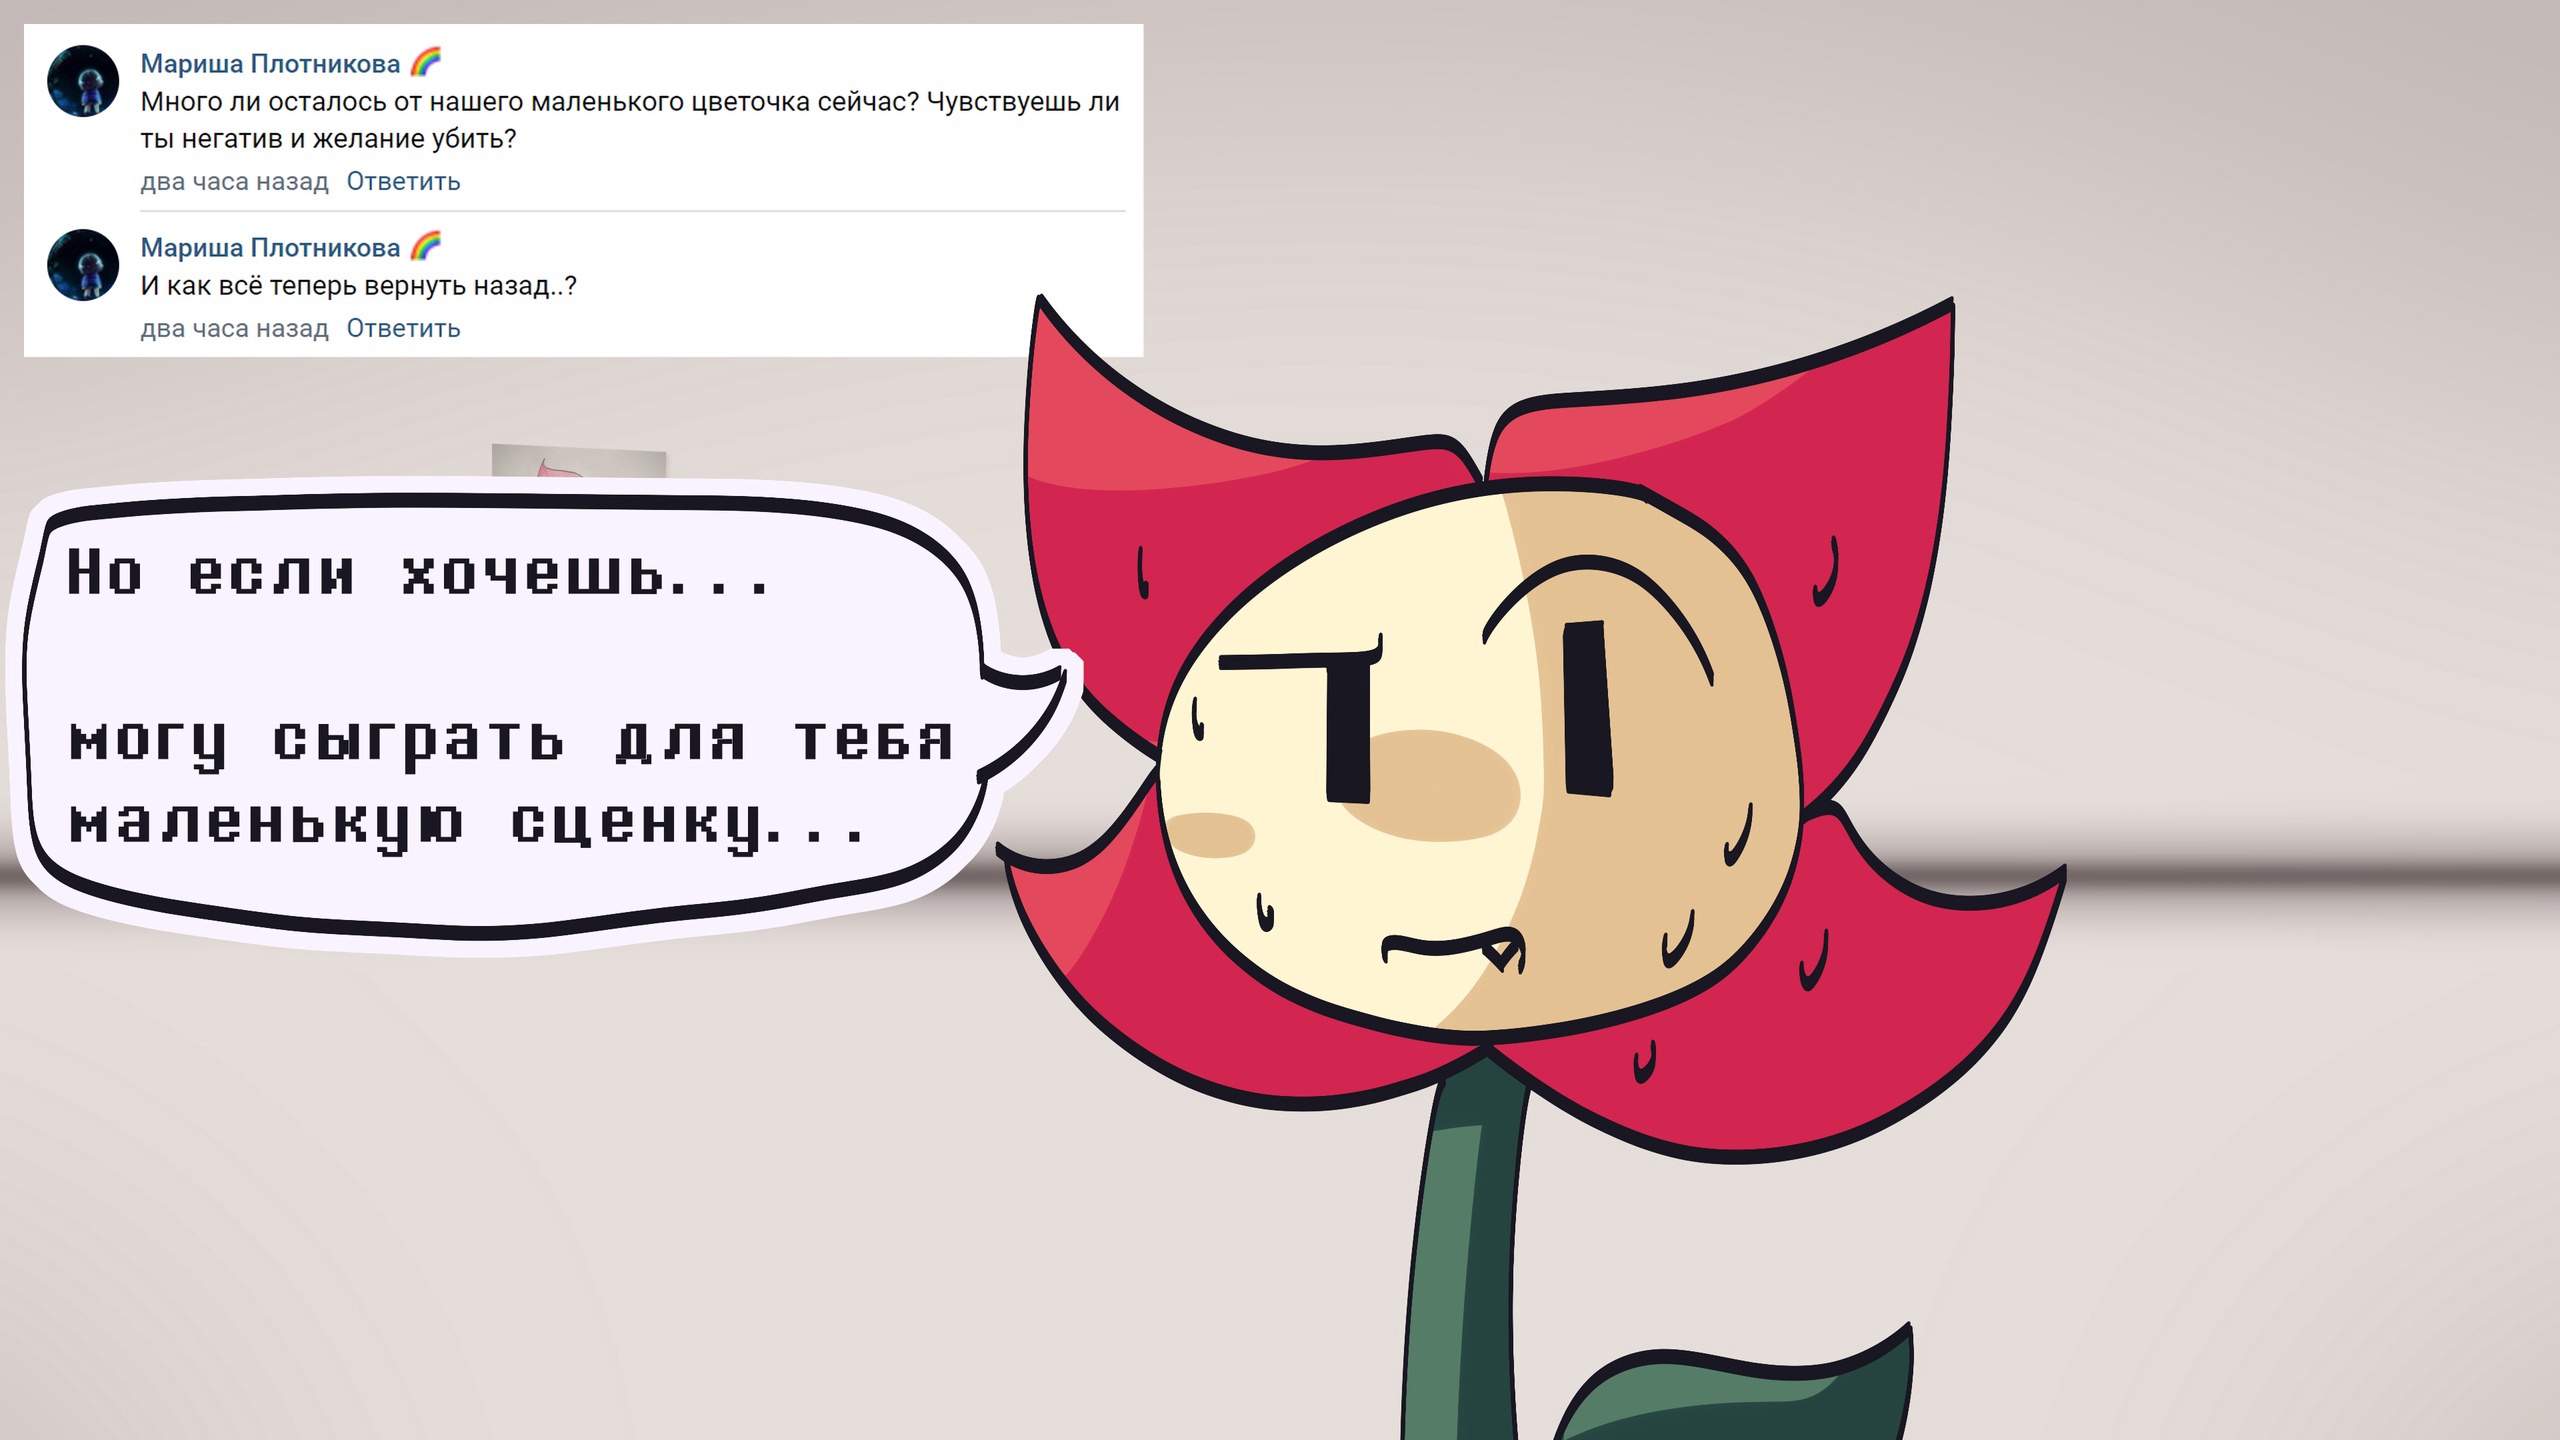 Мариша Плотникова 🌈
Много ли осталось от нашего маленького цветочка сейчас? Чувствуешь ли
ты негатив и желание убить?
два часа назад Ответить
Мариша Плотникова 🌈
И как всё теперь вернуть назад..?
два часа назад Ответить
Но если хочешь...
могу сыграть для тебя
маленькую сценку...